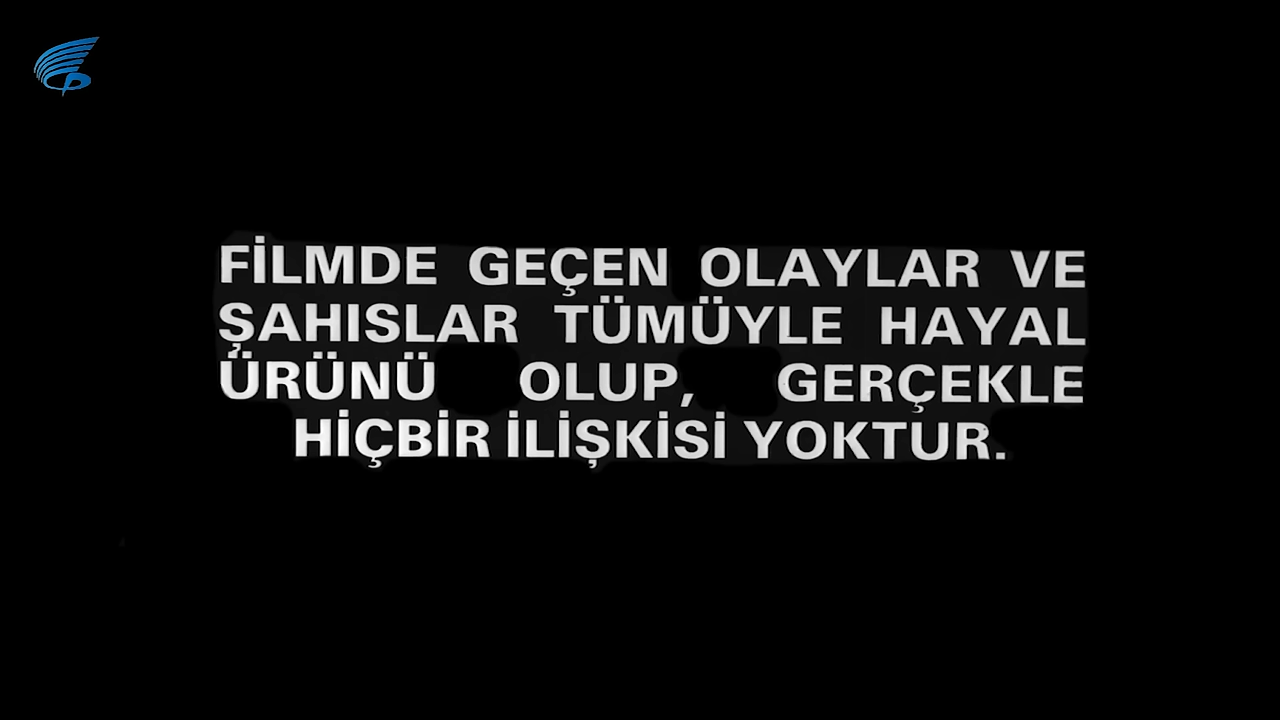 FİLMDE GEÇEN OLAYLAR VE
ŞAHISLAR TÜMÜYLE HAYAL
ÜRÜNÜ OLUP, GERÇEKLE
HİÇBİR İLİŞKİSİ YOKTUR.